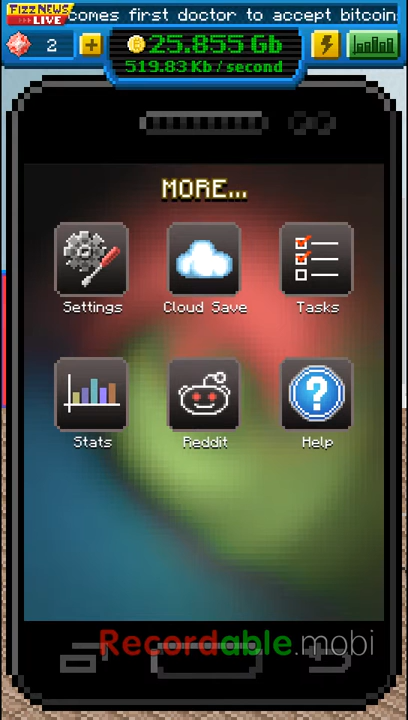 FIZZ NEWS
LIVE
comes first doctor to accept bitcoin
2
25.855 Gb
519.83 Kb / second
MORE...
Settings
Cloud Save
Tasks
Stats
Reddit
Help
Recordable.mobi